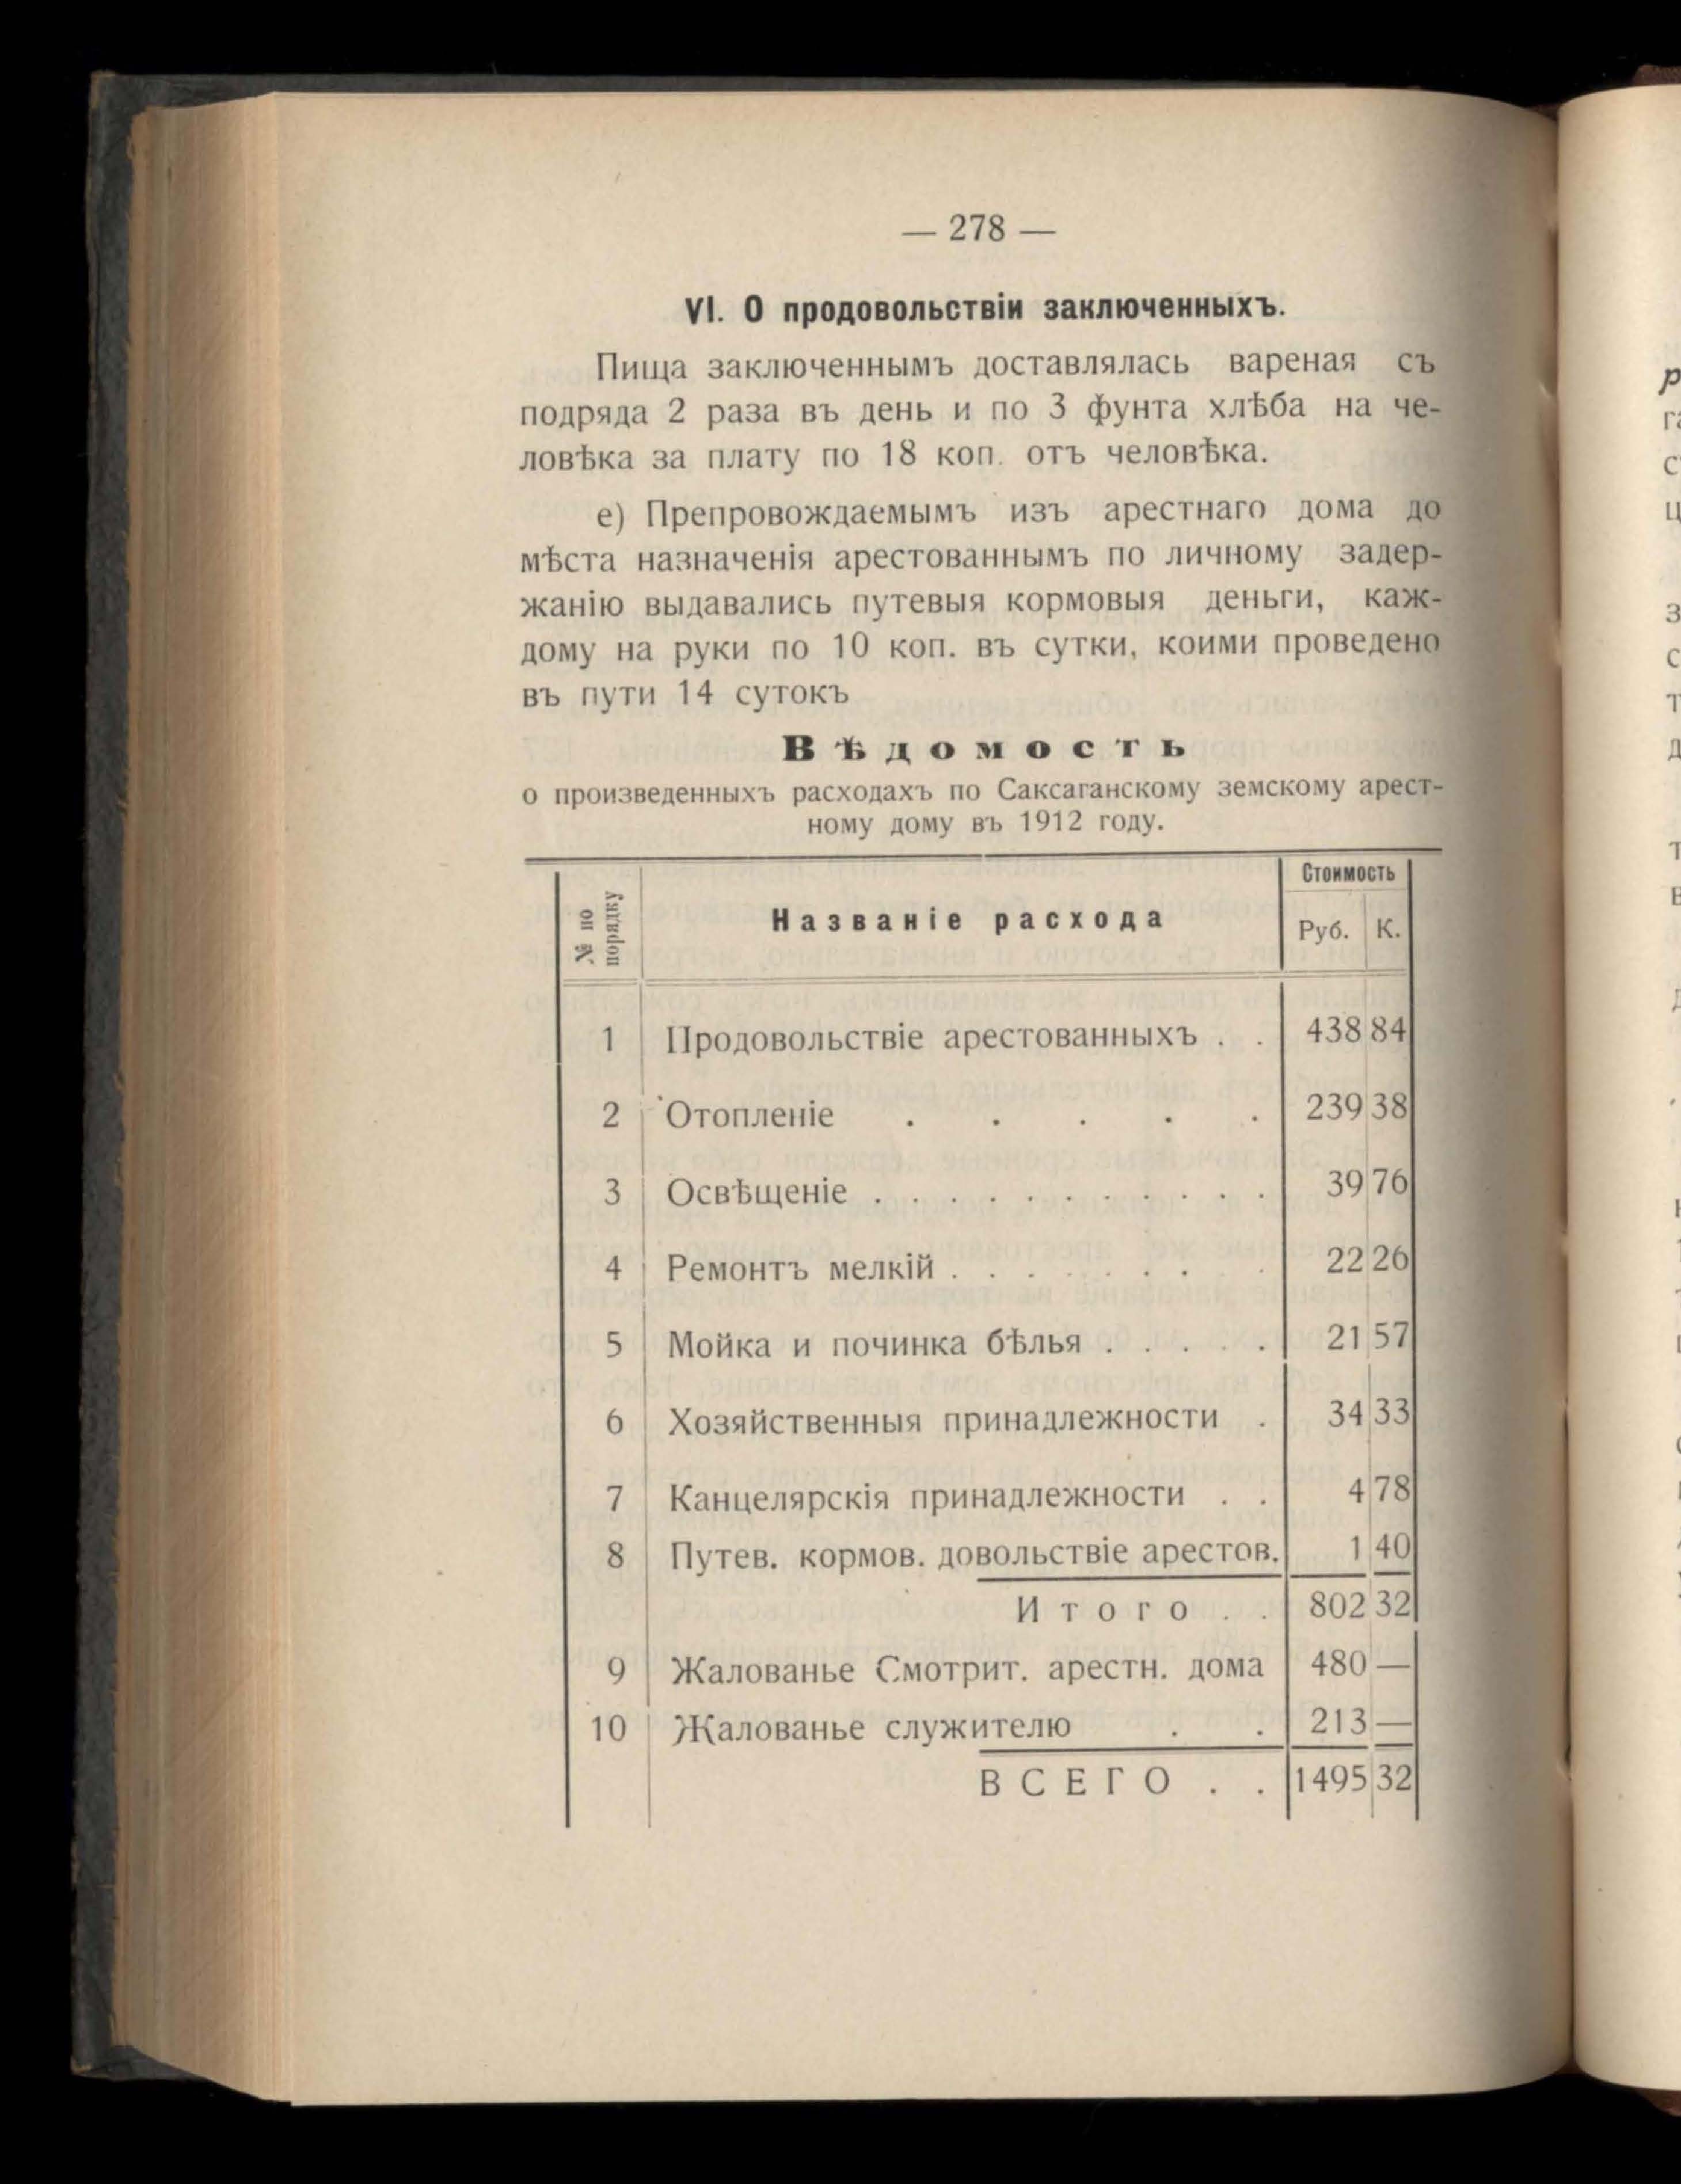 — 278 —
VI. О продовольствіи заключенныхъ.
Пища заключеннымъ доставлялась вареная съ
подряда 2 раза въ день и по 3 фунта хлѣба на че-
ловѣка за плату по 18 коп. отъ человѣка.
е) Препровождаемымъ изъ арестнаго дома до
мѣста назначенія арестованнымъ по личному задер-
жанію выдавались путевыя кормовыя деньги, каж-
дому на руки по 10 коп. въ сутки, коими проведено
въ пути 14 сутокъ
Вѣдомость
о произведенныхъ расходахъ по Саксаганскому земскому арест-
ному дому въ 1912 году.
№ по порядку Названіе расхода Стоимость
Руб. К.
1 Продовольствіе арестованныхъ . . 438 84
2 Отопленіе . . . . . 239 38
3 Освѣщеніе . . . . . . . . . . . 39 76
4 Ремонтъ мелкій . . . . . . . . 22 26
5 Мойка и починка бѣлья . . . . . 21 57
6 Хозяйственныя принадлежности . 34 33
7 Канцелярскія принадлежности . . 4 78
8 Путев. кормов. довольствіе арестов. 1 40
Итого . . 802 32
9 Жалованье Смотрит. арестн. дома 480 —
10 Жалованье служителю . . 213 —
ВСЕГО . . 1495 32